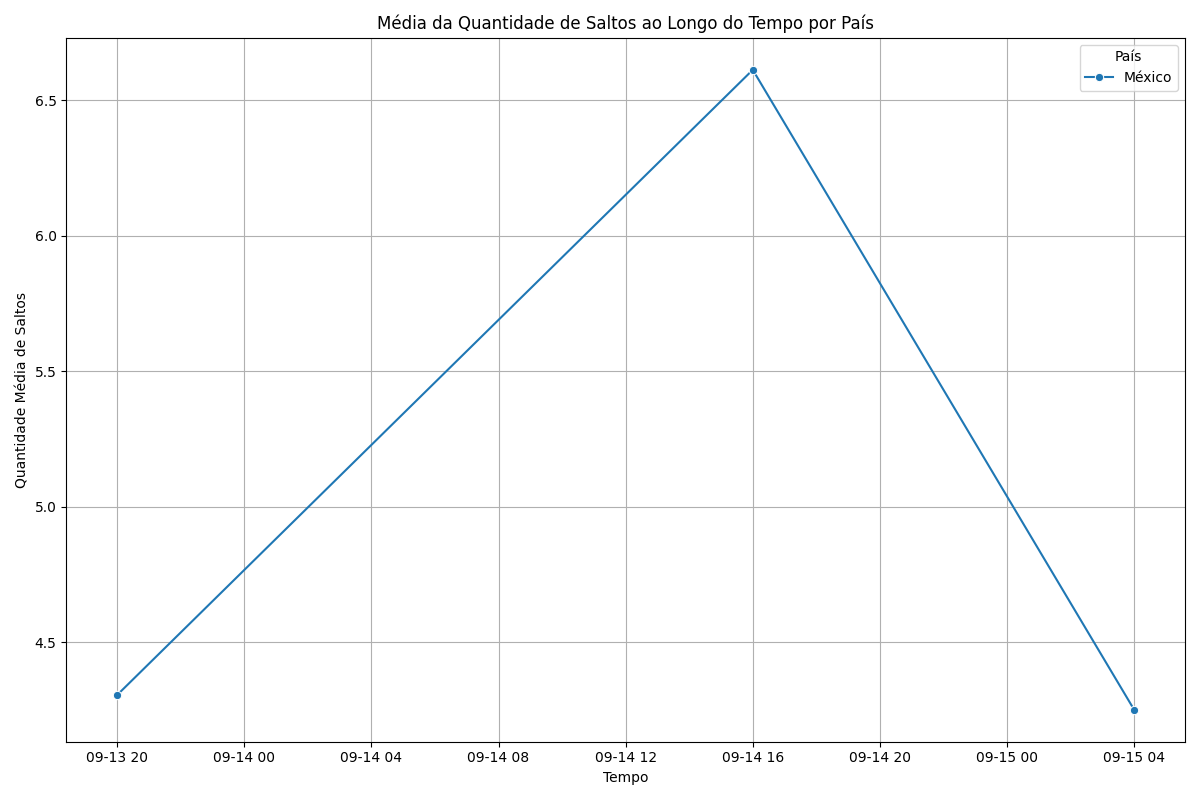 Média da Quantidade de Saltos ao Longo do Tempo por País
País
México
6.5
6.0
5.5
5.0
4.5
Quantidade Média de Saltos
09-13 20
09-14 00
09-14 04
09-14 08
09-14 12
09-14 16
09-14 20
09-15 00
09-15 04
Tempo